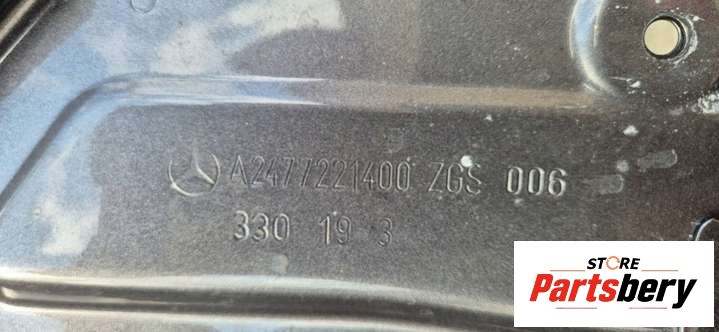 A2477221400 ZGS 006
330 19 3
STORE
Partsbery